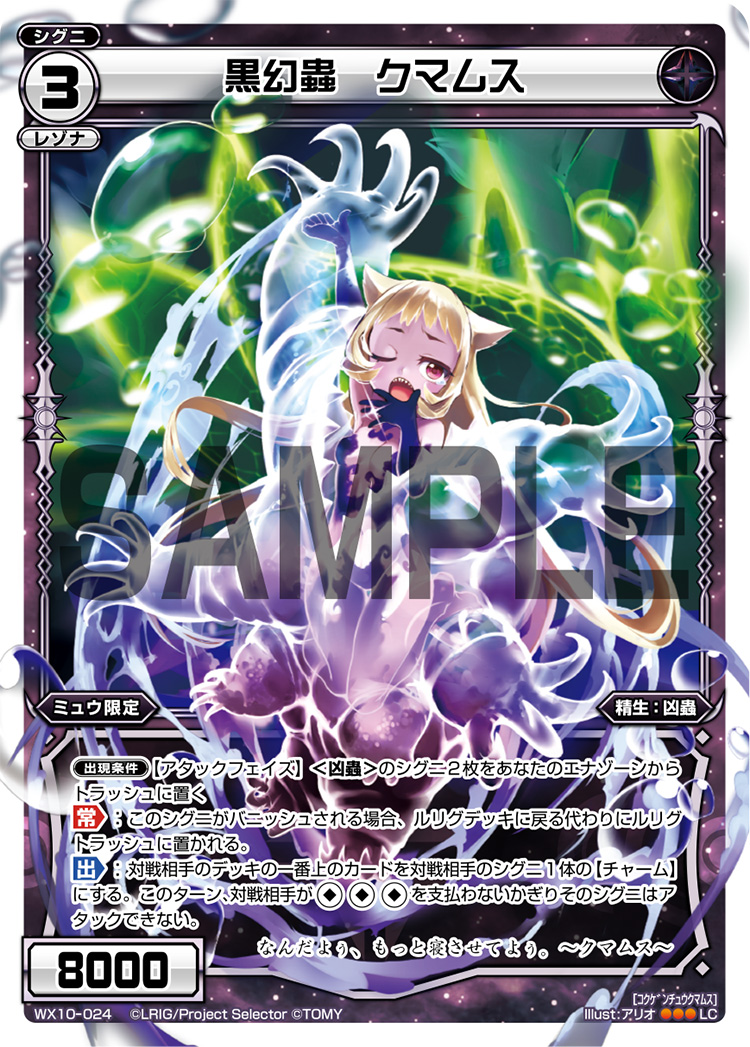 シグニ
3
黒幻蟲　クマムス
レゾナ
SAMPLE
ミュウ限定
精生：凶蟲
出現条件【アタックフェイズ】＜凶蟲＞のシグニ２枚をあなたのエナゾーンから
トラッシュに置く
常：このシグニがバニッシュされる場合、ルリグデッキに戻る代わりにルリグ
トラッシュに置かれる。
出：対戦相手のデッキの一番上のカードを対戦相手のシグニ１体の【チャーム】
にする。このターン、対戦相手が◆◆◆を支払わないかぎりそのシグニはア
タックできない。
なんだよぅ、もっと寝させてよぅ。～クマムス～
8000
[コクゲンチュウクマムス]
WX10-024 ©LRIG/Project Selector ©TOMY
Illust:アリオ LC